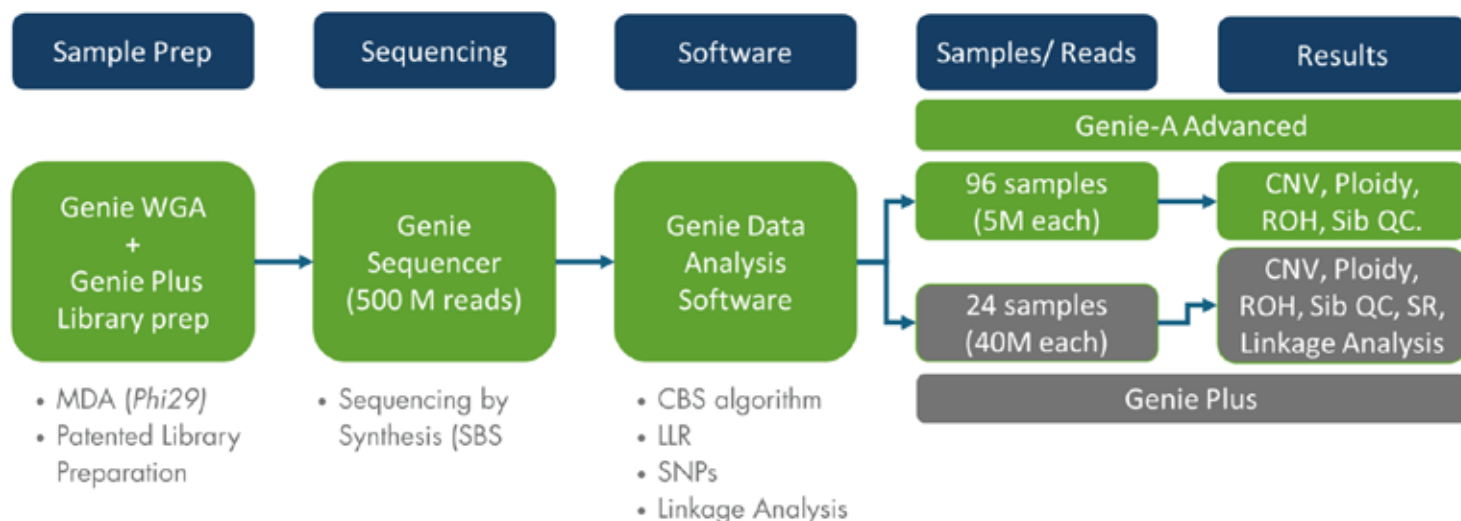 Sample Prep
Sequencing
Software
Samples/ Reads
Results
Genie-A Advanced
Genie WGA
+
Genie Plus
Library prep
Genie
Sequencer
(500 M reads)
Genie Data
Analysis
Software
96 samples
(5M each)
CNV, Ploidy,
ROH, Sib QC.
24 samples
(40M each)
CNV, Ploidy,
ROH, Sib QC, SR,
Linkage Analysis
Genie Plus
• MDA (Phi29)
• Patented Library
Preparation
• Sequencing by
Synthesis (SBS
• CBS algorithm
• LLR
• SNPs
• Linkage Analysis